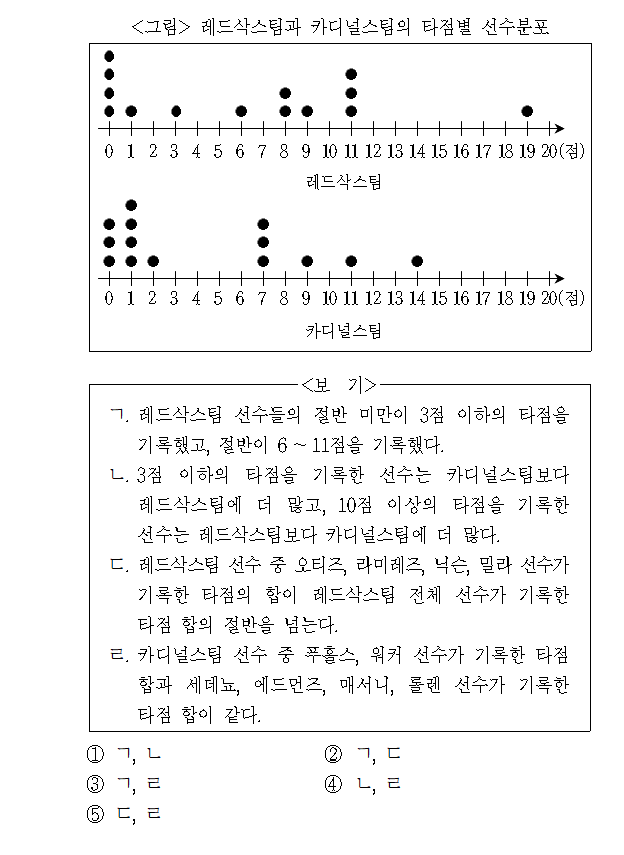 <그림> 레드삭스팀과 카디널스팀의 타점별 선수분포
0 1 2 3 4 5 6 7 8 9 10 11 12 13 14 15 16 17 18 19 20(점)
레드삭스팀
0 1 2 3 4 5 6 7 8 9 10 11 12 13 14 15 16 17 18 19 20(점)
카디널스팀
<보 기>
ㄱ. 레드삭스팀 선수들의 절반 미만이 3점 이하의 타점을
기록했고, 절반이 6 ~ 11점을 기록했다.
ㄴ. 3점 이하의 타점을 기록한 선수는 카디널스팀보다
레드삭스팀에 더 많고, 10점 이상의 타점을 기록한
선수는 레드삭스팀보다 카디널스팀에 더 많다.
ㄷ. 레드삭스팀 선수 중 오티즈, 라미레즈, 닉슨, 밀라 선수가
기록한 타점의 합이 레드삭스팀 전체 선수가 기록한
타점 합의 절반을 넘는다.
ㄹ. 카디널스팀 선수 중 푸홀스, 워커 선수가 기록한 타점
합과 세데뇨, 에드먼즈, 매서니, 롤렌 선수가 기록한
타점 합이 같다.
① ㄱ, ㄴ ② ㄱ, ㄷ
③ ㄱ, ㄹ ④ ㄴ, ㄹ
⑤ ㄷ, ㄹ